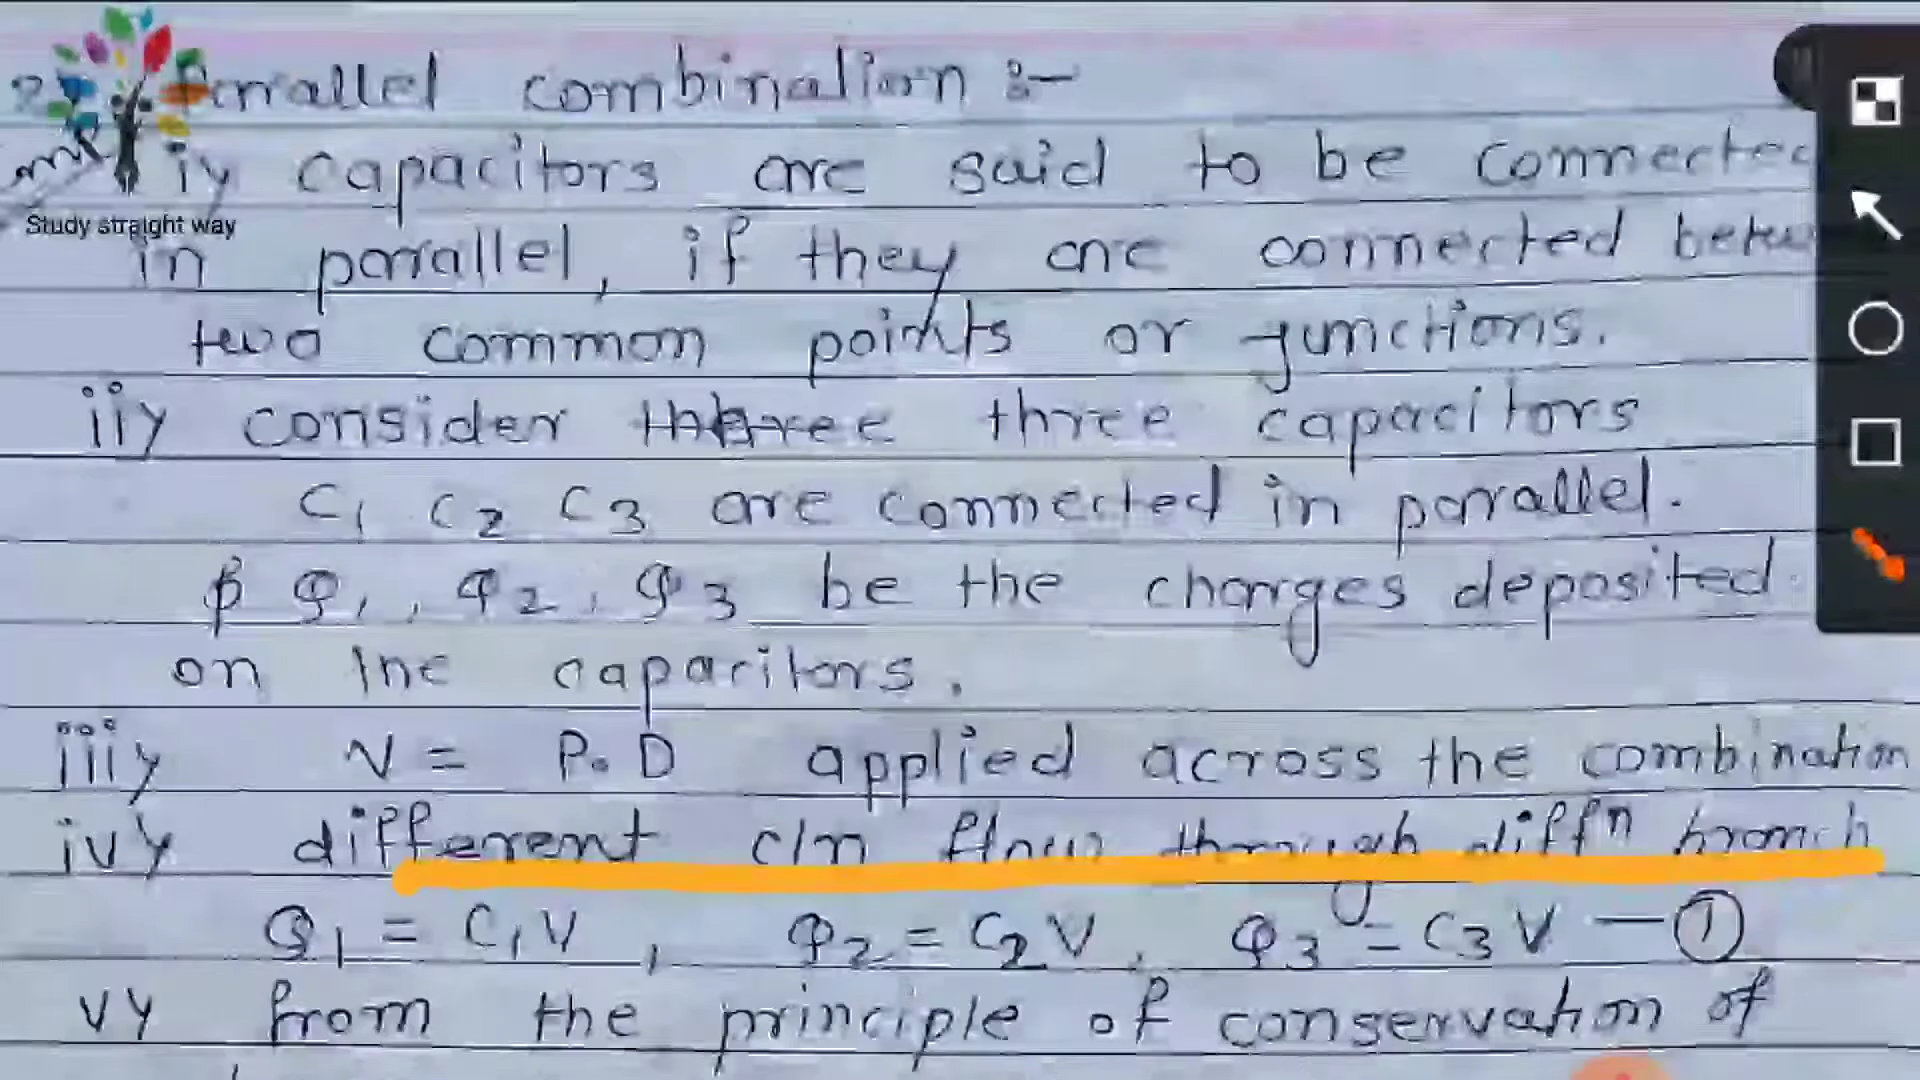 2) Parallel combination :-
i) capacitors are said to be connected
Study straight way
in parallel, if they are connected betwe
two common points or junctions.
ii) consider three capacitors
C1 C2 C3 are connected in parallel.
Q1, Q2, Q3 be the charges deposited
on the capacitors.
iii) V = P.D applied across the combination
iv) different c/n flow through diffn branch
Q1 = C1V, Q2 = C2V, Q3 = C3V — ①
v) from the principle of conservation of